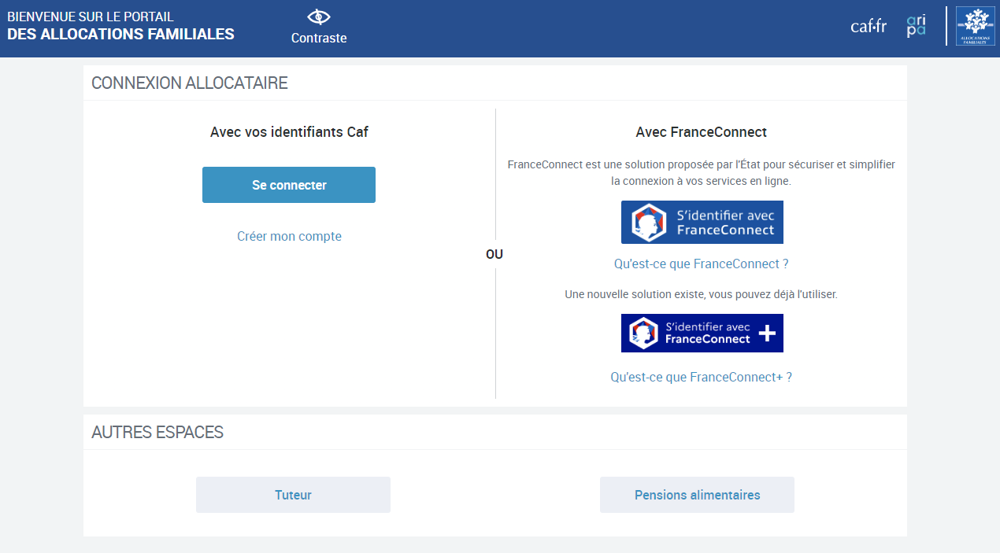 BIENVENUE SUR LE PORTAIL
DES ALLOCATIONS FAMILIALES
Contraste
caf.fr
ari
pa
ALLOCATIONS
FAMILIALES
CONNEXION ALLOCATAIRE
Avec vos identifiants Caf
Se connecter
Créer mon compte
OU
Avec FranceConnect
FranceConnect est une solution proposée par l'État pour sécuriser et simplifier
la connexion à vos services en ligne.
S'identifier avec
FranceConnect
Qu'est-ce que FranceConnect ?
Une nouvelle solution existe, vous pouvez déjà l'utiliser.
S'identifier avec
FranceConnect +
Qu'est-ce que FranceConnect+ ?
AUTRES ESPACES
Tuteur
Pensions alimentaires